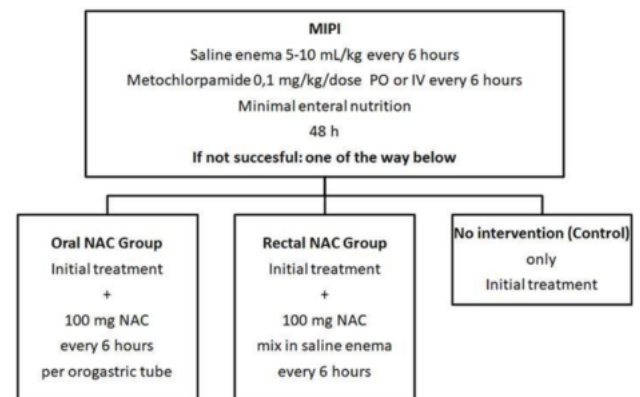 MIPI
Saline enema 5-10 mL/kg every 6 hours
Metochlorpamide 0,1 mg/kg/dose PO or IV every 6 hours
Minimal enteral nutrition
48 h
If not succesful: one of the way below
Oral NAC Group
Initial treatment
+
100 mg NAC
every 6 hours
per orogastric tube
Rectal NAC Group
Initial treatment
+
100 mg NAC
mix in saline enema
every 6 hours
No intervention (Control)
only
Initial treatment